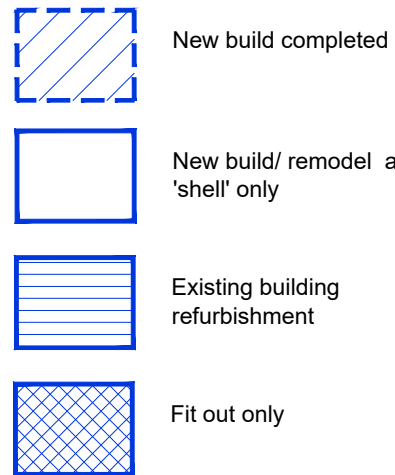 New build completed
New build/ remodel a
'shell' only
Existing building
refurbishment
Fit out only